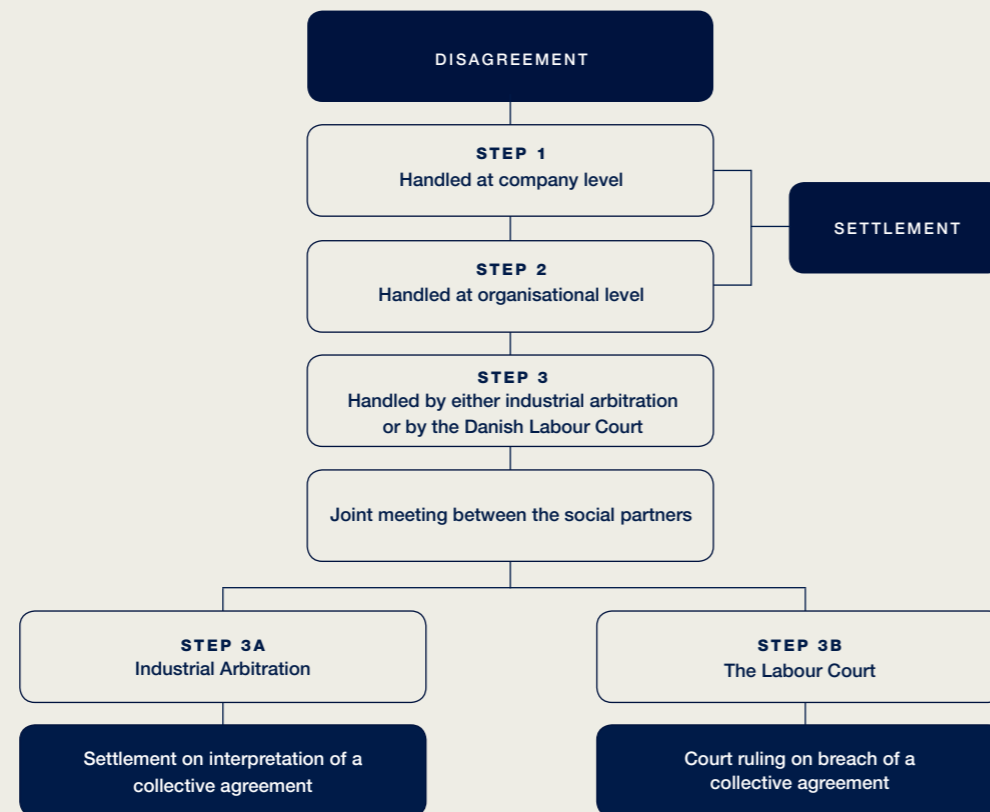 DISAGREEMENT
STEP 1
Handled at company level
SETTLEMENT
STEP 2
Handled at organisational level
STEP 3
Handled by either industrial arbitration
or by the Danish Labour Court
Joint meeting between the social partners
STEP 3A
Industrial Arbitration
STEP 3B
The Labour Court
Settlement on interpretation of a
collective agreement
Court ruling on breach of a
collective agreement